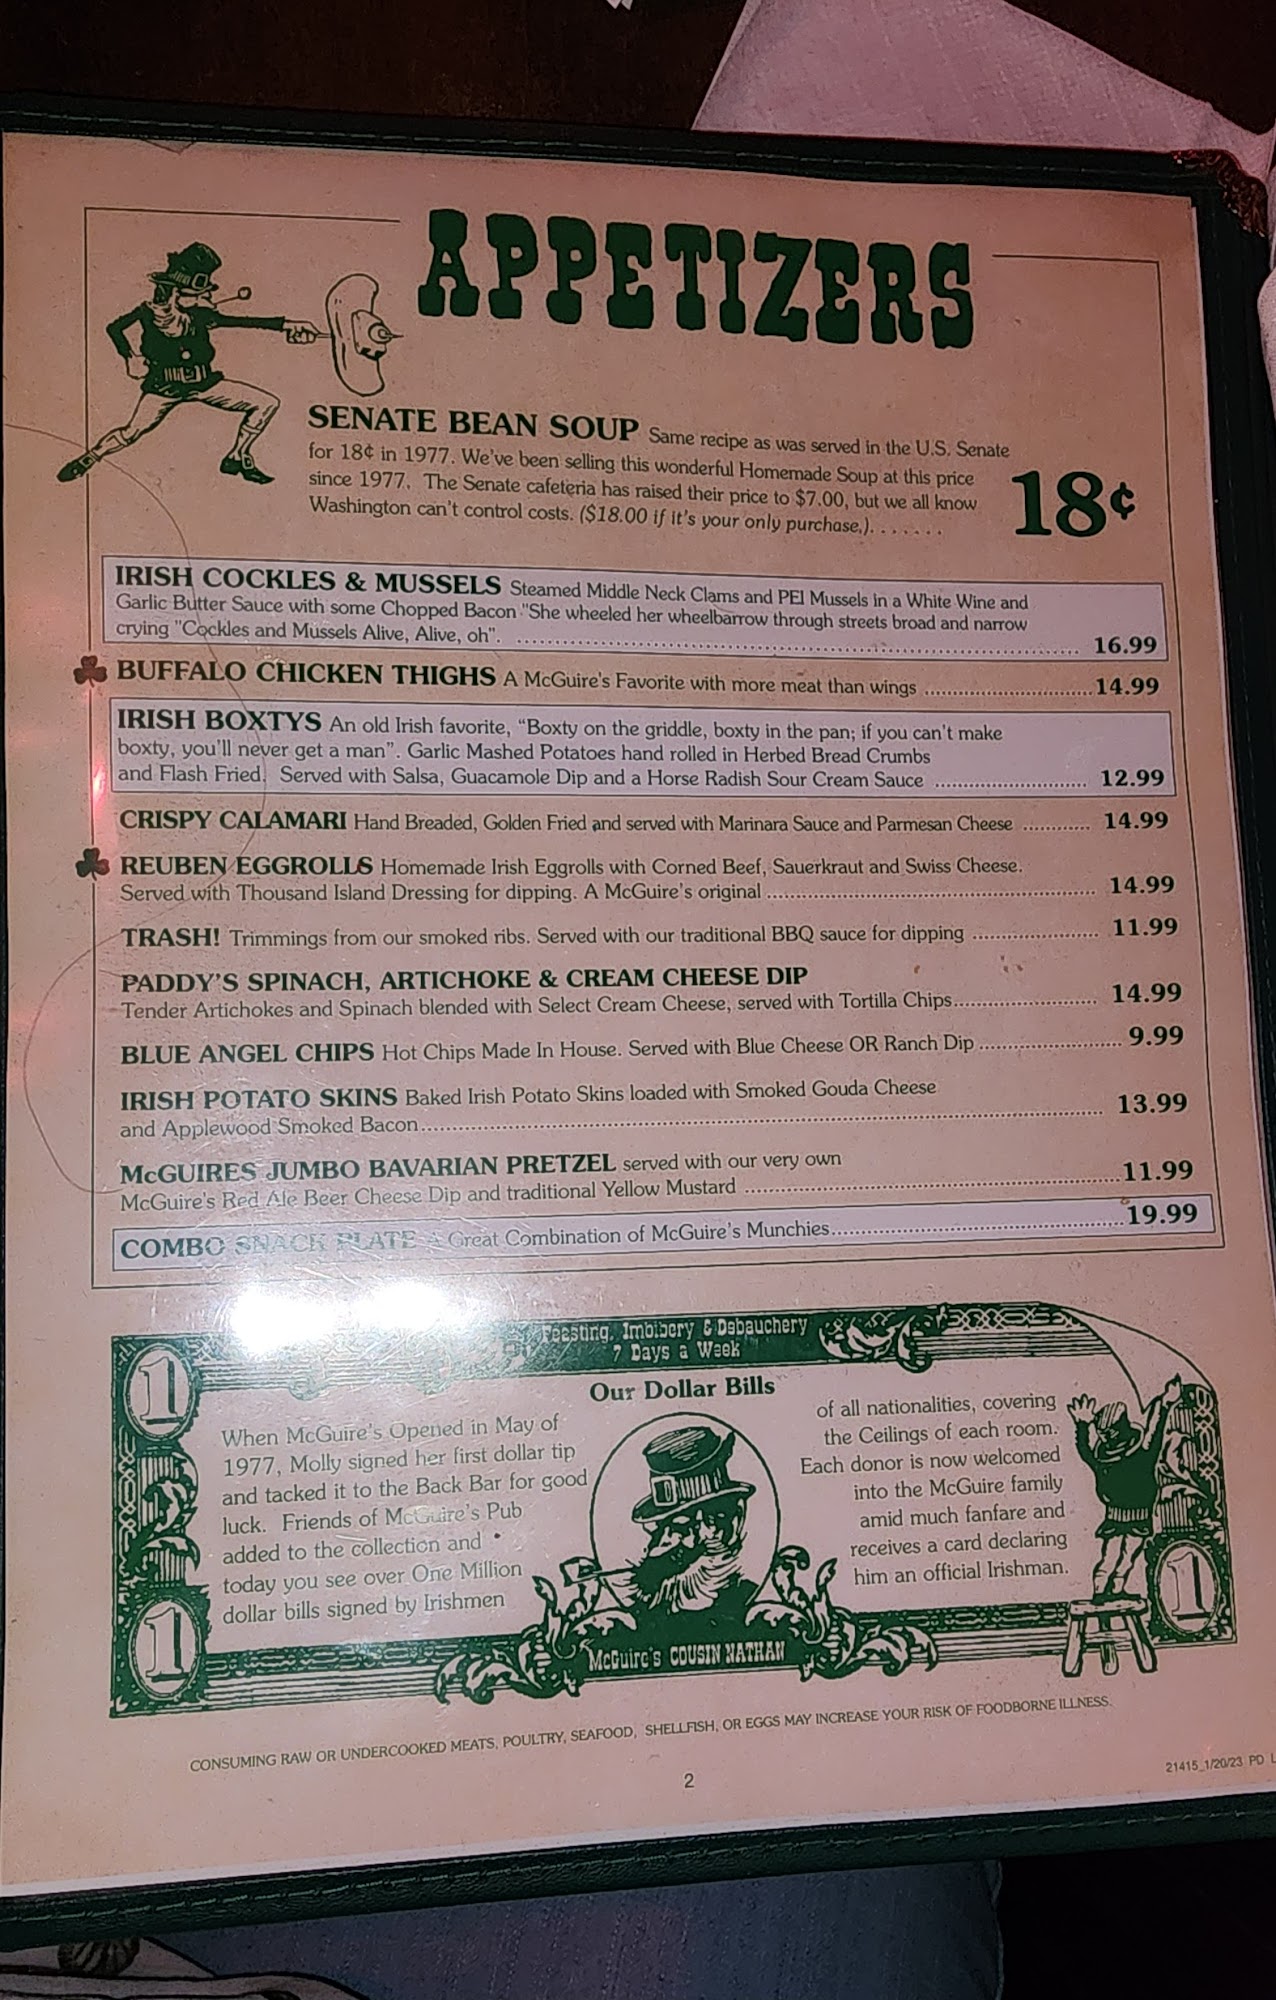 APPETIZERS
SENATE BEAN SOUP Same recipe as was served in the U.S. Senate
for 18¢ in 1977. We've been selling this wonderful Homemade Soup at this price
since 1977. The Senate cafeteria has raised their price to $7.00, but we all know
Washington can't control costs. ($18.00 if it's your only purchase.)....... 18¢
IRISH COCKLES & MUSSELS Steamed Middle Neck Clams and PEI Mussels in a White Wine and
Garlic Butter Sauce with some Chopped Bacon "She wheeled her wheelbarrow through streets broad and narrow
crying "Cockles and Mussels Alive, Alive, oh". ........ 16.99
BUFFALO CHICKEN THIGHS A McGuire's Favorite with more meat than wings ........ 14.99
IRISH BOXTYS An old Irish favorite, "Boxty on the griddle, boxty in the pan; if you can't make
boxty, you'll never get a man". Garlic Mashed Potatoes hand rolled in Herbed Bread Crumbs
and Flash Fried. Served with Salsa, Guacamole Dip and a Horse Radish Sour Cream Sauce ........ 12.99
CRISPY CALAMARI Hand Breaded, Golden Fried and served with Marinara Sauce and Parmesan Cheese ........ 14.99
REUBEN EGGROLLS Homemade Irish Eggrolls with Corned Beef, Sauerkraut and Swiss Cheese.
Served with Thousand Island Dressing for dipping. A McGuire's original ........ 14.99
TRASH! Trimmings from our smoked ribs. Served with our traditional BBQ sauce for dipping ........ 11.99
PADDY'S SPINACH, ARTICHOKE & CREAM CHEESE DIP
Tender Artichokes and Spinach blended with Select Cream Cheese, served with Tortilla Chips........ 14.99
BLUE ANGEL CHIPS Hot Chips Made In House. Served with Blue Cheese OR Ranch Dip ........ 9.99
IRISH POTATO SKINS Baked Irish Potato Skins loaded with Smoked Gouda Cheese
and Applewood Smoked Bacon........ 13.99
McGUIRES JUMBO BAVARIAN PRETZEL served with our very own
McGuire's Red Ale Beer Cheese Dip and traditional Yellow Mustard ........ 11.99
COMBO SNACK PLATE A Great Combination of McGuire's Munchies........ 19.99
Feasting, Imbibery & Debauchery
7 Days a Week
Our Dollar Bills
1
When McGuire's Opened in May of
1977, Molly signed her first dollar tip
and tacked it to the Back Bar for good
luck. Friends of McGuire's Pub
added to the collection and
today you see over One Million
dollar bills signed by Irishmen
1
of all nationalities, covering
the Ceilings of each room.
Each donor is now welcomed
into the McGuire family
amid much fanfare and
receives a card declaring
him an official Irishman.
1
McGuire's COUSIN NATHAN
CONSUMING RAW OR UNDERCOOKED MEATS, POULTRY, SEAFOOD, SHELLFISH, OR EGGS MAY INCREASE YOUR RISK OF FOODBORNE ILLNESS.
2
21415_1/20/23 PD L